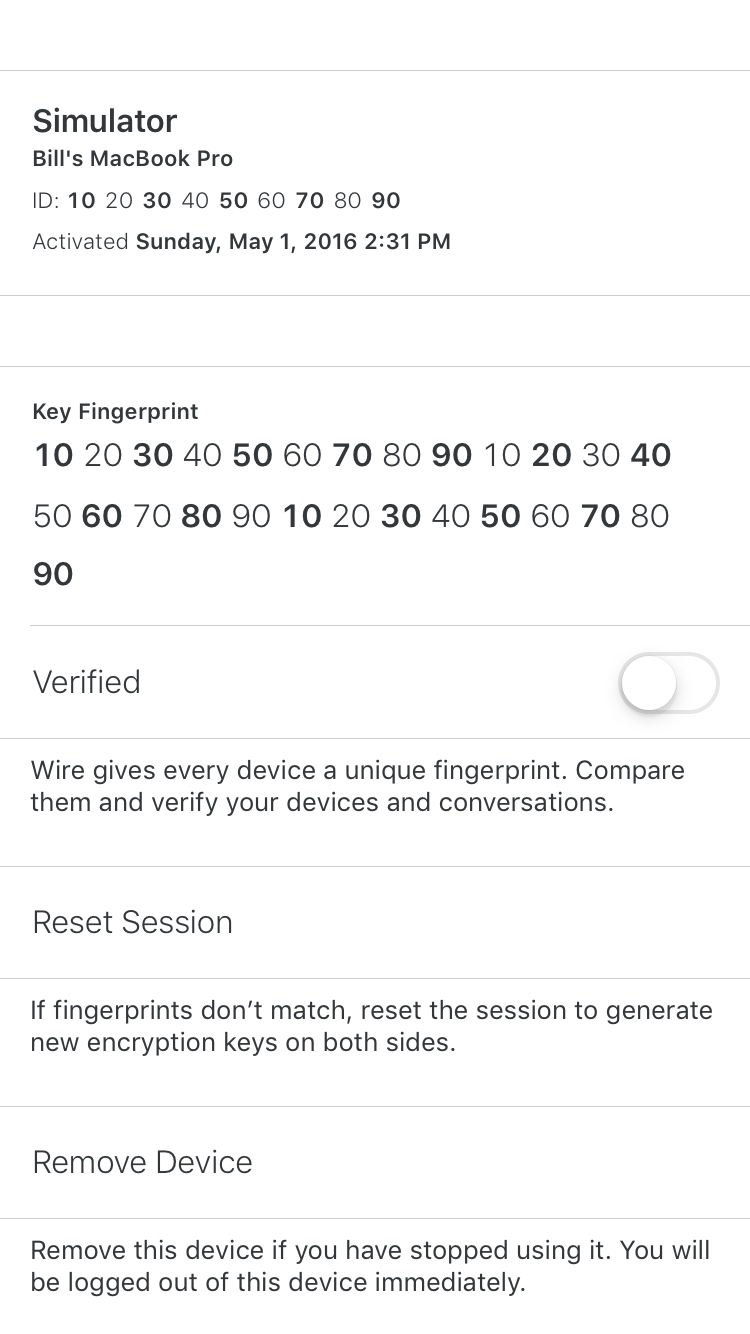 Simulator
Bill's MacBook Pro
ID: 10 20 30 40 50 60 70 80 90
Activated Sunday, May 1, 2016 2:31 PM
Key Fingerprint
10 20 30 40 50 60 70 80 90 10 20 30 40
50 60 70 80 90 10 20 30 40 50 60 70 80
90
Verified
Wire gives every device a unique fingerprint. Compare
them and verify your devices and conversations.
Reset Session
If fingerprints don’t match, reset the session to generate
new encryption keys on both sides.
Remove Device
Remove this device if you have stopped using it. You will
be logged out of this device immediately.